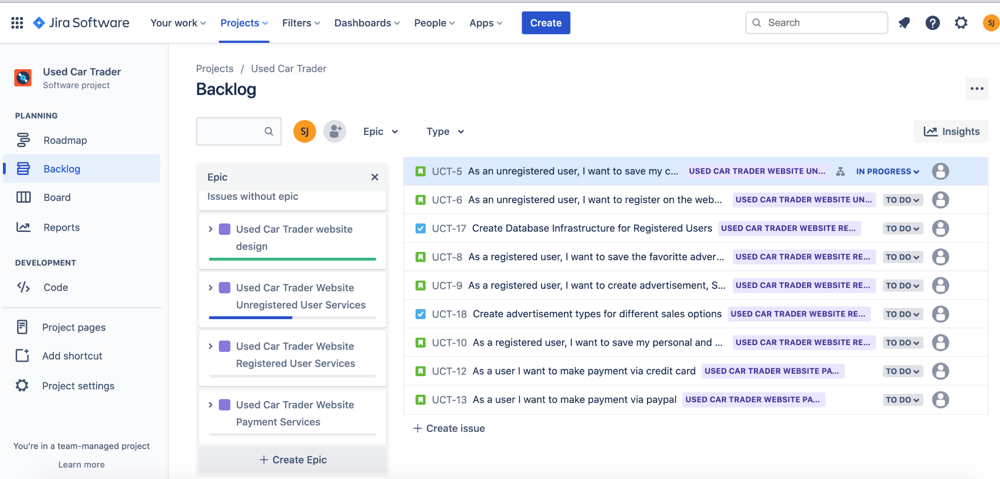 Jira Software
Your work
Projects
Filters
Dashboards
People
Apps
Create
Search
SJ
Used Car Trader
Software project
PLANNING
Roadmap
Backlog
Board
Reports
DEVELOPMENT
Code
Project pages
Add shortcut
Project settings
You're in a team-managed project
Learn more
Projects / Used Car Trader
Backlog
SJ
Epic
Type
Insights
Epic
Issues without epic
Used Car Trader website
design
Used Car Trader Website
Unregistered User Services
Used Car Trader Website
Registered User Services
Used Car Trader Website
Payment Services
+ Create Epic
UCT-5 As an unregistered user, I want to save my c... USED CAR TRADER WEBSITE UN... IN PROGRESS
UCT-6 As an unregistered user, I want to register on the web... USED CAR TRADER WEBSITE UN... TO DO
UCT-17 Create Database Infrastructure for Registered Users USED CAR TRADER WEBSITE RE... TO DO
UCT-8 As a registered user, I want to save the favoritte adver... USED CAR TRADER WEBSITE RE... TO DO
UCT-9 As a registered user, I want to create advertisement, S... USED CAR TRADER WEBSITE RE... TO DO
UCT-18 Create advertisement types for different sales options USED CAR TRADER WEBSITE RE... TO DO
UCT-10 As a registered user, I want to save my personal and ... USED CAR TRADER WEBSITE RE... TO DO
UCT-12 As a user I want to make payment via credit card USED CAR TRADER WEBSITE PA... TO DO
UCT-13 As a user I want to make payment via paypal USED CAR TRADER WEBSITE PA... TO DO
+ Create issue